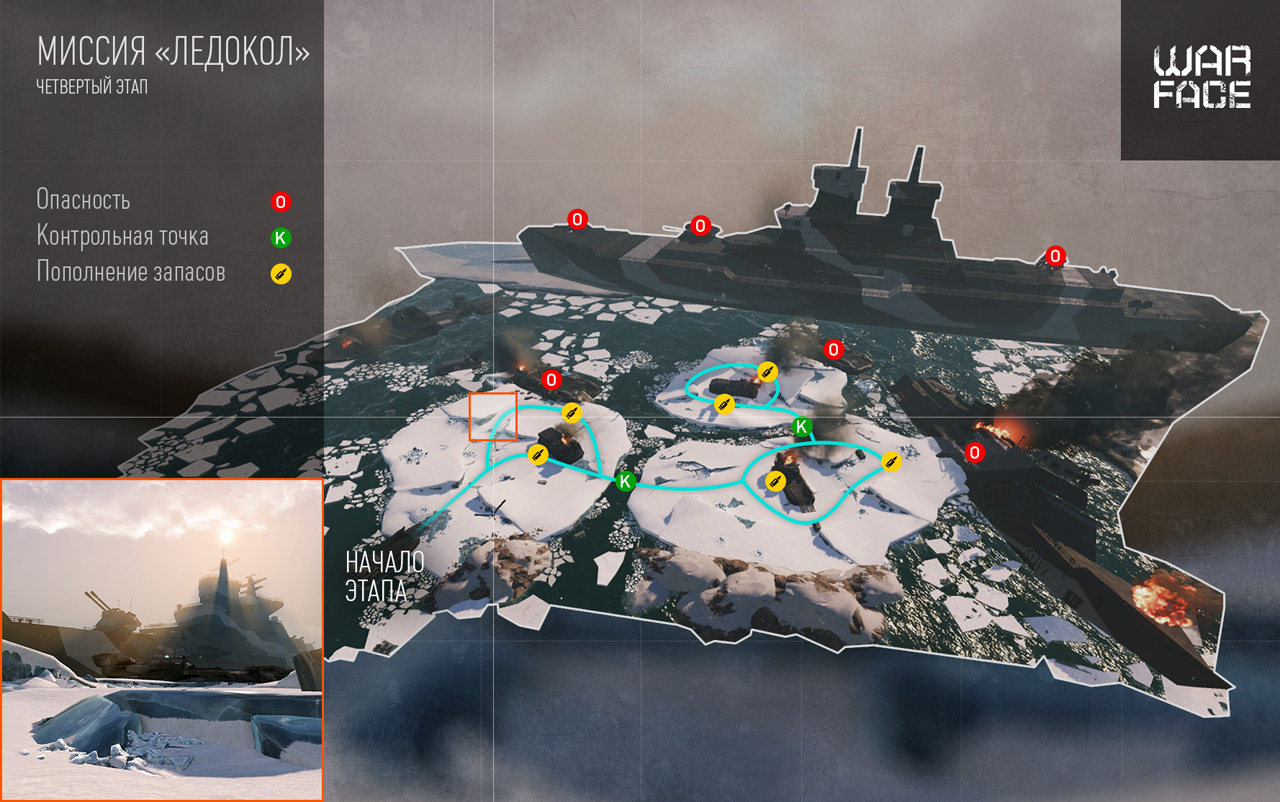 МИССИЯ «ЛЕДОКОЛ»
ЧЕТВЕРТЫЙ ЭТАП
WAR
FACE
Опасность О
Контрольная точка К
Пополнение запасов
О
О
О
О
О
К
О
К
НАЧАЛО
ЭТАПА